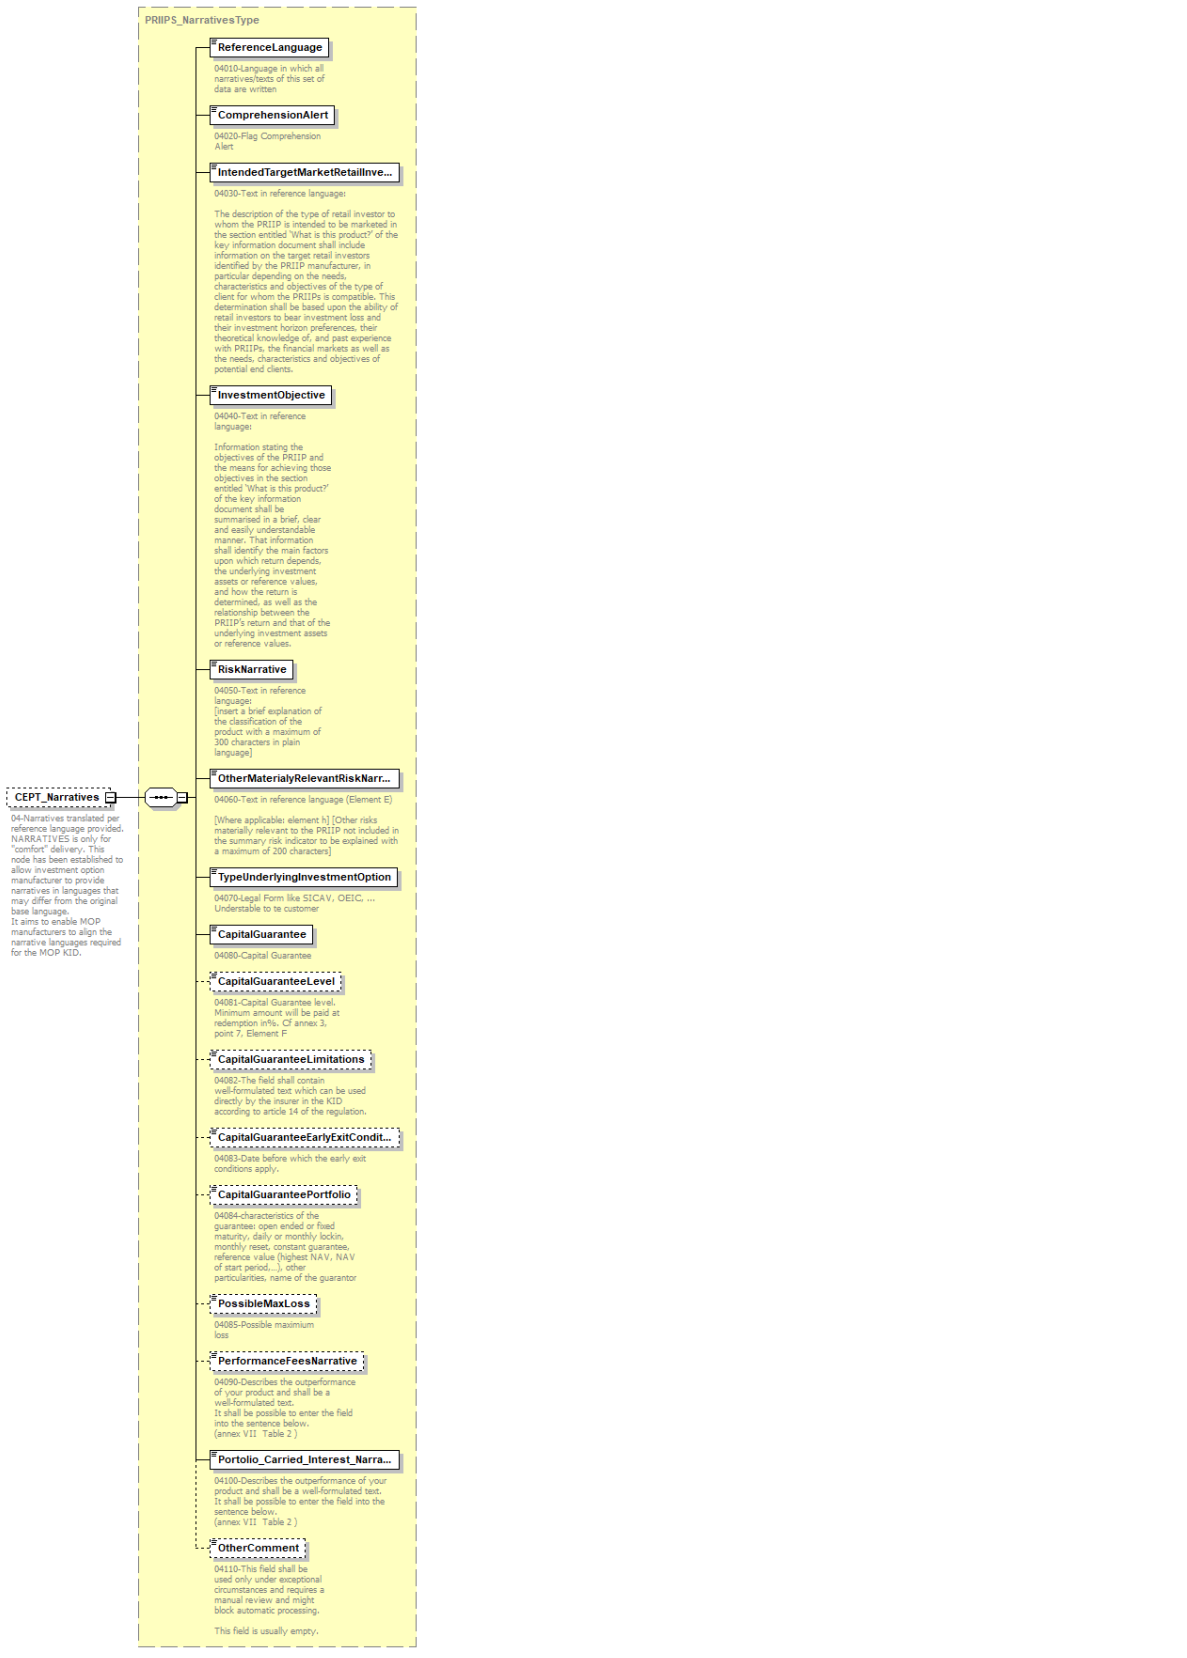 PRIIPS_NarrativesType
ReferenceLanguage
04010-Language in which all
narratives/texts of this set of
data are written
ComprehensionAlert
04020-Flag Comprehension
Alert
IntendedTargetMarketRetailInve...
04030-Text in reference language:
The description of the type of retail investor to
whom the PRIIP is intended to be marketed in
the section entitled 'What is this product?' of the
key information document shall include
information on the target retail investors
identified by the PRIIP manufacturer, in
particular depending on the needs,
characteristics and objectives of the type of
client for whom the PRIIPs is compatible. This
determination shall be based upon the ability of
retail investors to bear investment loss and
their investment horizon preferences, their
theoretical knowledge of, and past experience
with PRIIPs, the financial markets as well as
the needs, characteristics and objectives of
potential end clients.
InvestmentObjective
04040-Text in reference
language:
Information stating the
objectives of the PRIIP and
the means for achieving those
objectives in the section
entitled 'What is this product?'
of the key information
document shall be
summarised in a brief, clear
and easily understandable
manner. That information
shall identify the main factors
upon which return depends,
the underlying investment
assets or reference values,
and how the return is
determined, as well as the
relationship between the
PRIIP's return and that of the
underlying investment assets
or reference values.
RiskNarrative
04050-Text in reference
language:
[insert a brief explanation of
the classification of the
product with a maximum of
300 characters in plain
language]
OtherMaterialyRelevantRiskNarr...
04060-Text in reference language (Element E)
[Where applicable: element h] [Other risks
materially relevant to the PRIIP not included in
the summary risk indicator to be explained with
a maximum of 200 characters]
CEPT_Narratives
04-Narratives translated per
reference language provided.
NARRATIVES is only for
"comfort" delivery. This
node has been established to
allow investment option
manufacturer to provide
narratives in languages that
may differ from the original
base language.
It aims to enable MOP
manufacturers to align the
narrative languages required
for the MOP KID.
TypeUnderlyingInvestmentOption
04070-Legal Form like SICAV, OEIC, ...
Understable to te customer
CapitalGuarantee
04080-Capital Guarantee
CapitalGuaranteeLevel
04081-Capital Guarantee level.
Minimum amount will be paid at
redemption in%. Cf annex 3,
point 7, Element F
CapitalGuaranteeLimitations
04082-The field shall contain
well-formulated text which can be used
directly by the insurer in the KID
according to article 14 of the regulation.
CapitalGuaranteeEarlyExitCondit...
04083-Date before which the early exit
conditions apply.
CapitalGuaranteePortfolio
04084-characteristics of the
guarantee: open ended or fixed
maturity, daily or monthly lockin,
monthly reset, constant guarantee,
reference value (highest NAV, NAV
of start period,...), other
particularities, name of the guarantor
PossibleMaxLoss
04085-Possible maximium
loss
PerformanceFeesNarrative
04090-Describes the outperformance
of your product and shall be a
well-formulated text.
It shall be possible to enter the field
into the sentence below.
(annex VII  Table 2 )
Portolio_Carried_Interest_Narra...
04100-Describes the outperformance of your
product and shall be a well-formulated text.
It shall be possible to enter the field into the
sentence below.
(annex VII  Table 2 )
OtherComment
04110-This field shall be
used only under exceptional
circumstances and requires a
manual review and might
block automatic processing.
This field is usually empty.